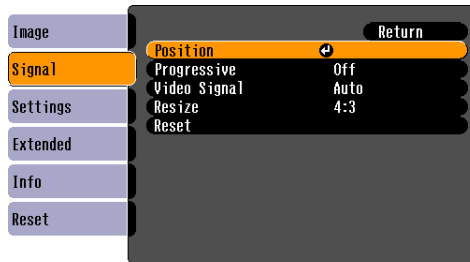 Image
Signal
Settings
Extended
Info
Reset
Return
Position
Progressive Off
Video Signal Auto
Resize 4:3
Reset